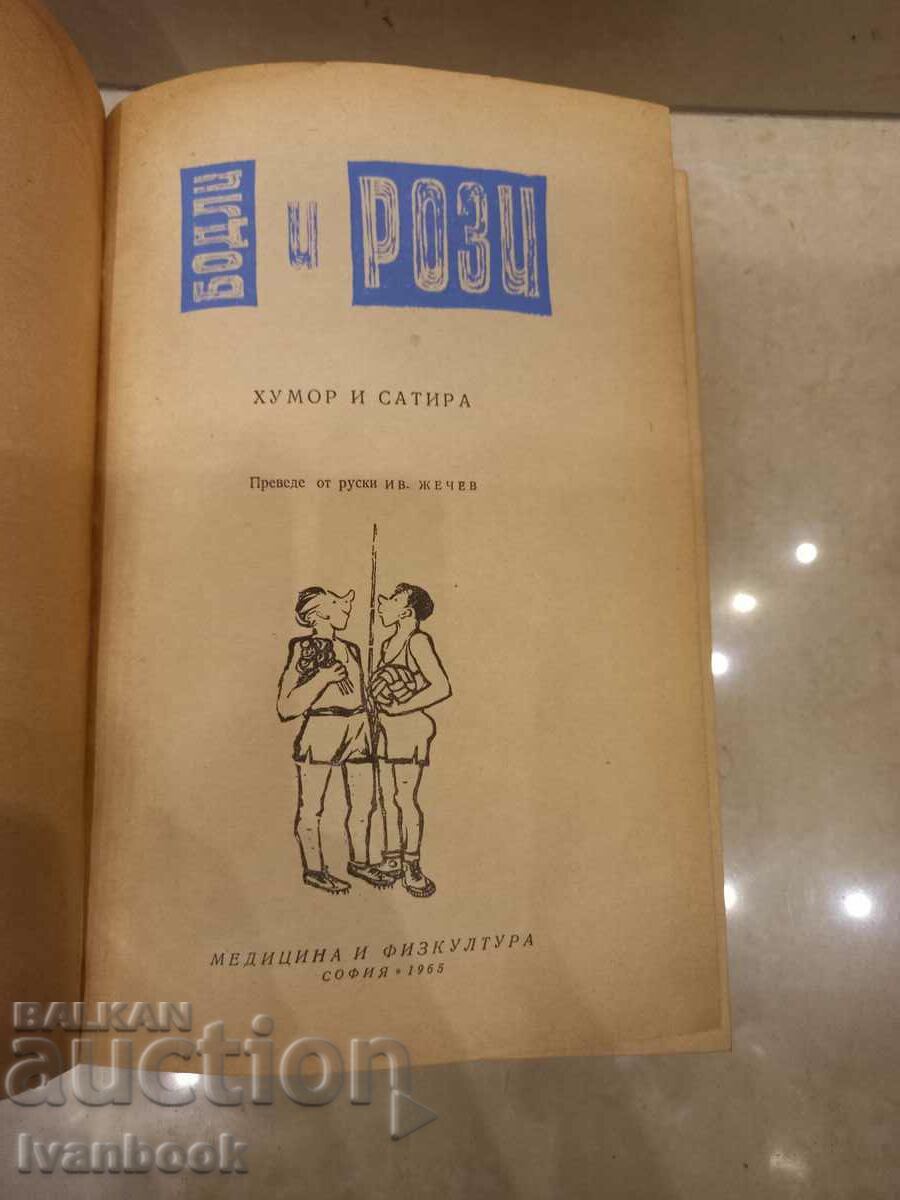 БОДЛИ и РОЗИ
ХУМОР И САТИРА
Преведе от руски ИВ. ЖЕЧЕВ
МЕДИЦИНА И ФИЗКУЛТУРА
СОФИЯ • 1965
BALKAN
auction
Ivanbook